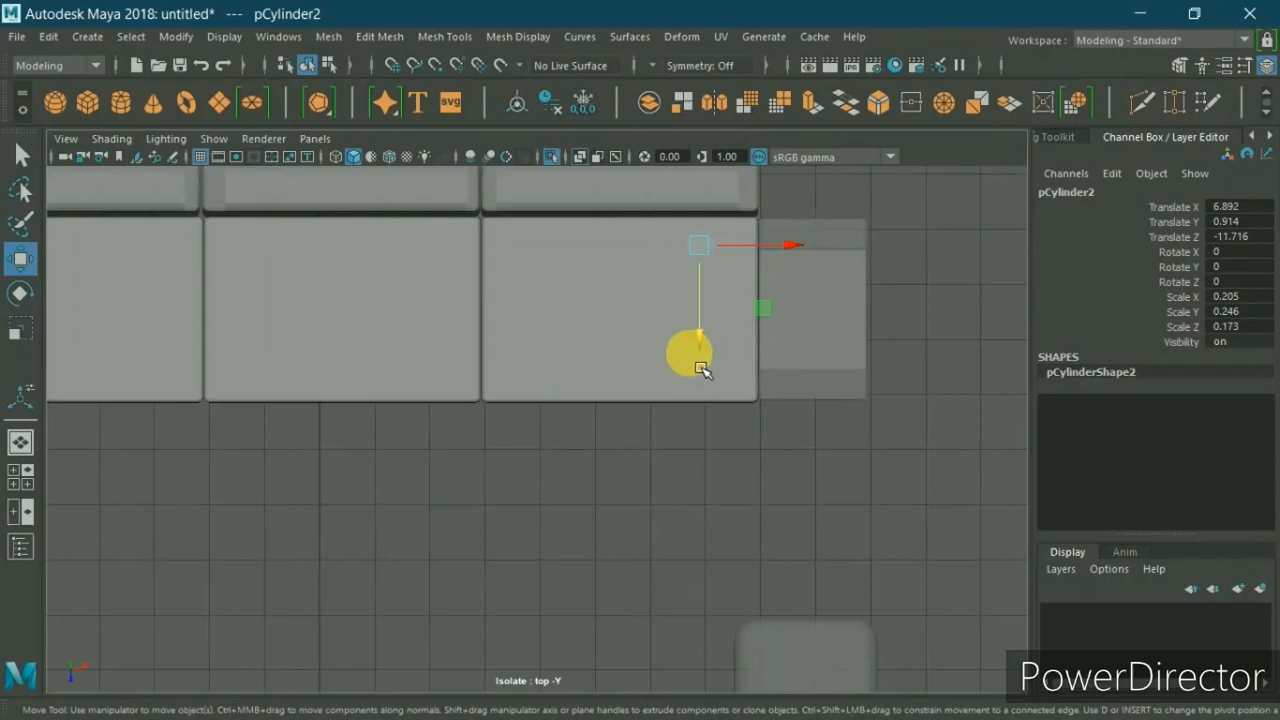 Autodesk Maya 2018: untitled*   ---   pCylinder2
File Edit Create Select Modify Display Windows Mesh Edit Mesh Mesh Tools Mesh Display Curves Surfaces Deform UV Generate Cache Help
Workspace : Modeling - Standard*
Modeling No Live Surface Symmetry: Off
T SVG 0,0,0
View Shading Lighting Show Renderer Panels
g Toolkit Channel Box / Layer Editor
0.00 1.00 sRGB gamma
Channels Edit Object Show
pCylinder2
Translate X 6.892
Translate Y 0.914
Translate Z -11.716
Rotate X 0
Rotate Y 0
Rotate Z 0
Scale X 0.205
Scale Y 0.246
Scale Z 0.173
Visibility on
SHAPES
pCylinderShape2
Display Anim
Layers Options Help
Isolate : top -Y
PowerDirector
Move Tool: Use manipulator to move object(s). Ctrl+MMB+drag to move components along normals. Shift+drag manipulator axis or plane handles to extrude components or clone objects. Ctrl+Shift+LMB+drag to constrain movement to a connected edge. Use D or INSERT to change the pivot position a